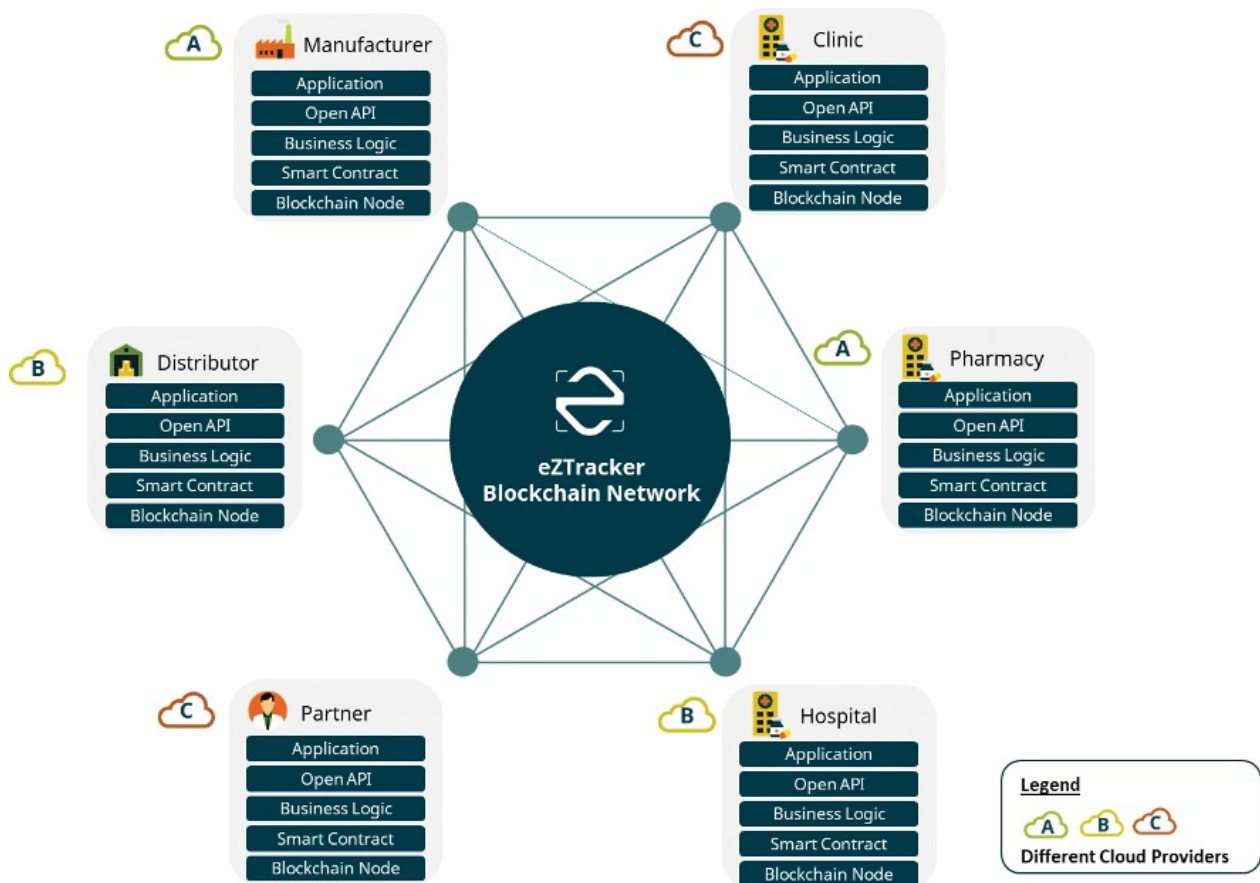 A
Manufacturer
Application
Open API
Business Logic
Smart Contract
Blockchain Node
C
Clinic
Application
Open API
Business Logic
Smart Contract
Blockchain Node
B
Distributor
Application
Open API
Business Logic
Smart Contract
Blockchain Node
eZTracker
Blockchain Network
A
Pharmacy
Application
Open API
Business Logic
Smart Contract
Blockchain Node
C
Partner
Application
Open API
Business Logic
Smart Contract
Blockchain Node
B
Hospital
Application
Open API
Business Logic
Smart Contract
Blockchain Node
Legend
A B C
Different Cloud Providers